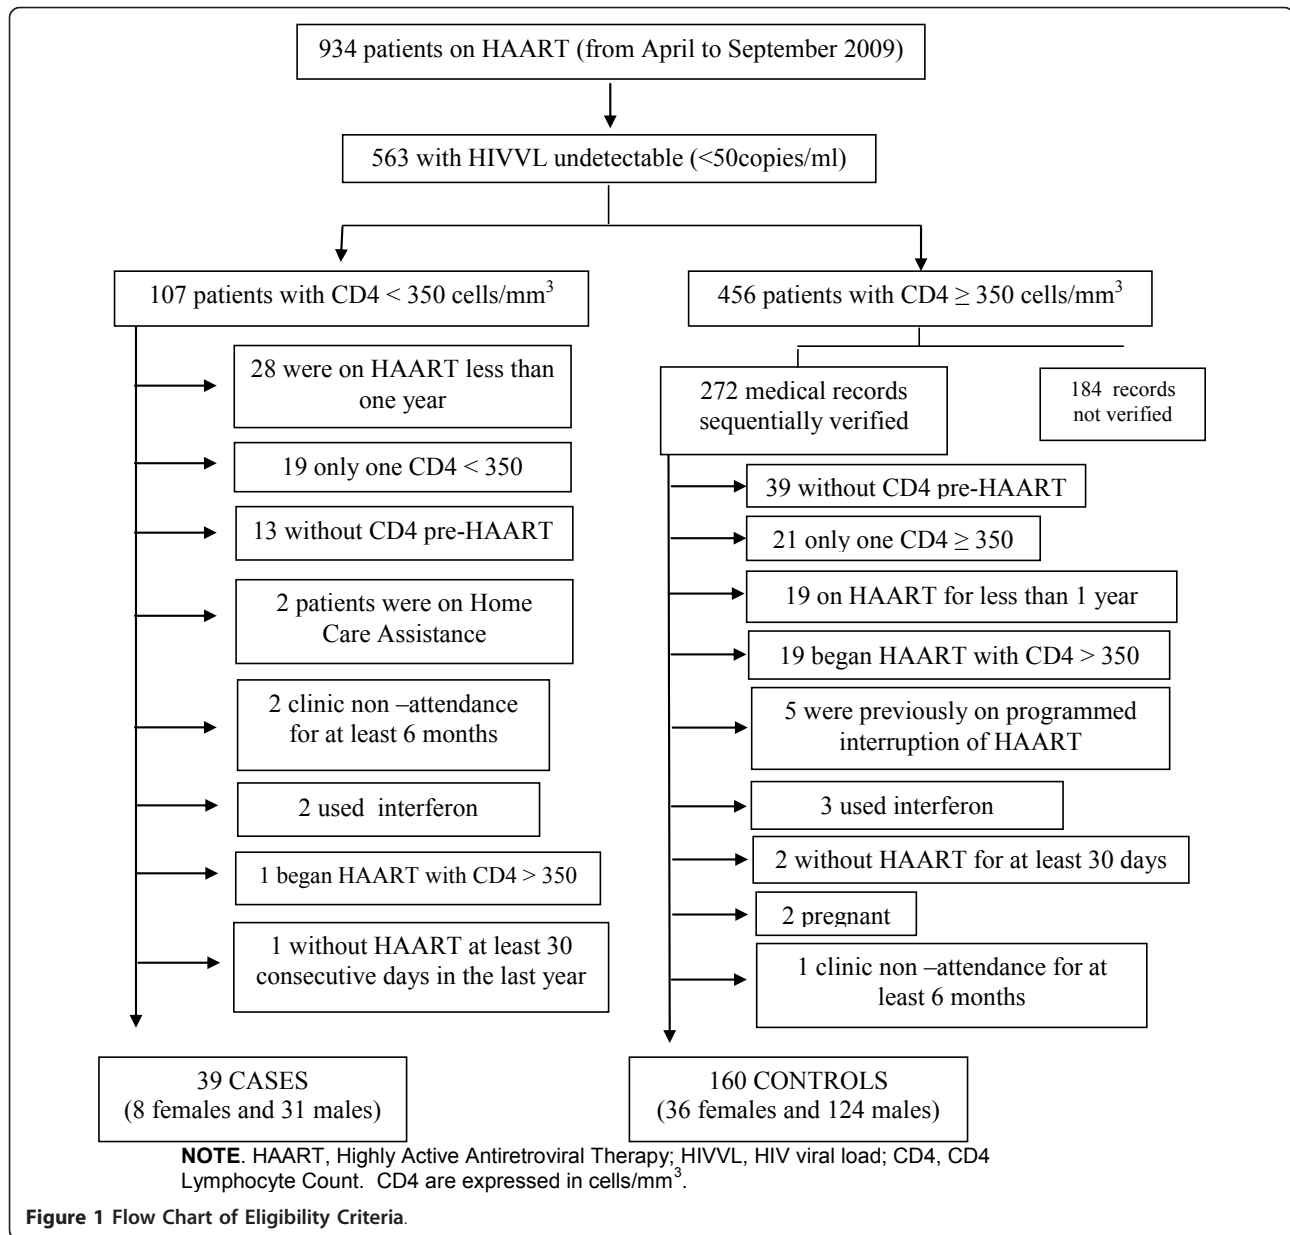 934 patients on HAART (from April to September 2009)
563 with HIVVL undetectable (<50copies/ml)
107 patients with CD4 < 350 cells/mm³
28 were on HAART less than
one year
19 only one CD4 < 350
13 without CD4 pre-HAART
2 patients were on Home
Care Assistance
2 clinic non –attendance
for at least 6 months
2 used interferon
1 began HAART with CD4 > 350
1 without HAART at least 30
consecutive days in the last year
39 CASES
(8 females and 31 males)
456 patients with CD4 ≥ 350 cells/mm³
272 medical records
sequentially verified
184 records
not verified
39 without CD4 pre-HAART
21 only one CD4 ≥ 350
19 on HAART for less than 1 year
19 began HAART with CD4 > 350
5 were previously on programmed
interruption of HAART
3 used interferon
2 without HAART for at least 30 days
2 pregnant
1 clinic non –attendance for at
least 6 months
160 CONTROLS
(36 females and 124 males)
NOTE. HAART, Highly Active Antiretroviral Therapy; HIVVL, HIV viral load; CD4, CD4
Lymphocyte Count. CD4 are expressed in cells/mm³.
Figure 1 Flow Chart of Eligibility Criteria.